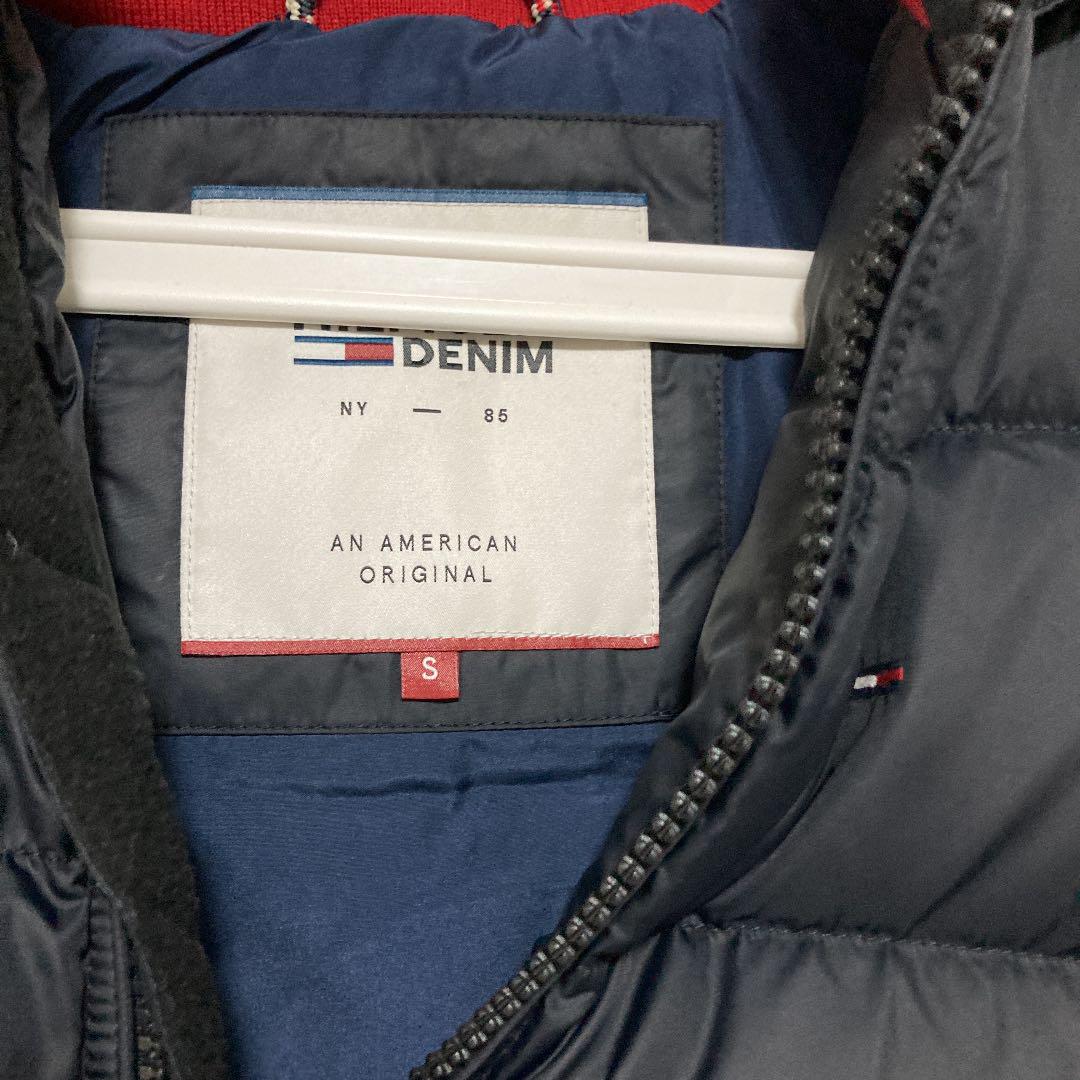 DENIM
NY — 85
AN AMERICAN
ORIGINAL
S